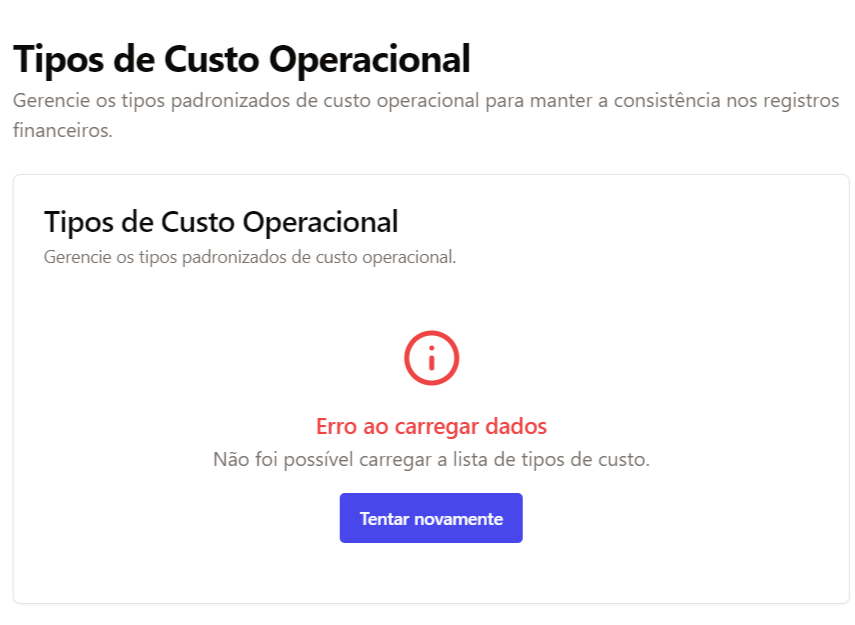 Tipos de Custo Operacional
Gerencie os tipos padronizados de custo operacional para manter a consistência nos registros
financeiros.
Tipos de Custo Operacional
Gerencie os tipos padronizados de custo operacional.
Erro ao carregar dados
Não foi possível carregar a lista de tipos de custo.
Tentar novamente